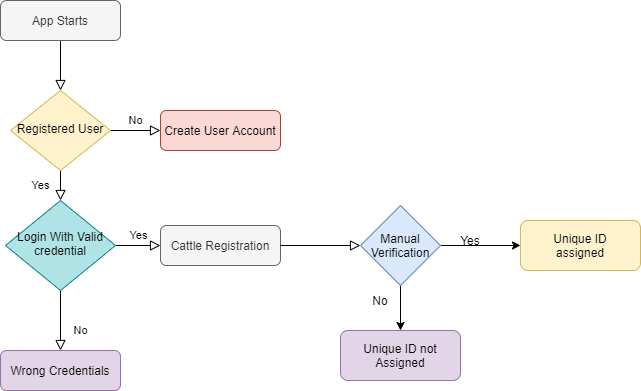 App Starts
Registered User
No
Create User Account
Yes
Login With Valid
credential
Yes
Cattle Registration
Manual
Verification
Yes
Unique ID
assigned
No
Unique ID not
Assigned
No
Wrong Credentials